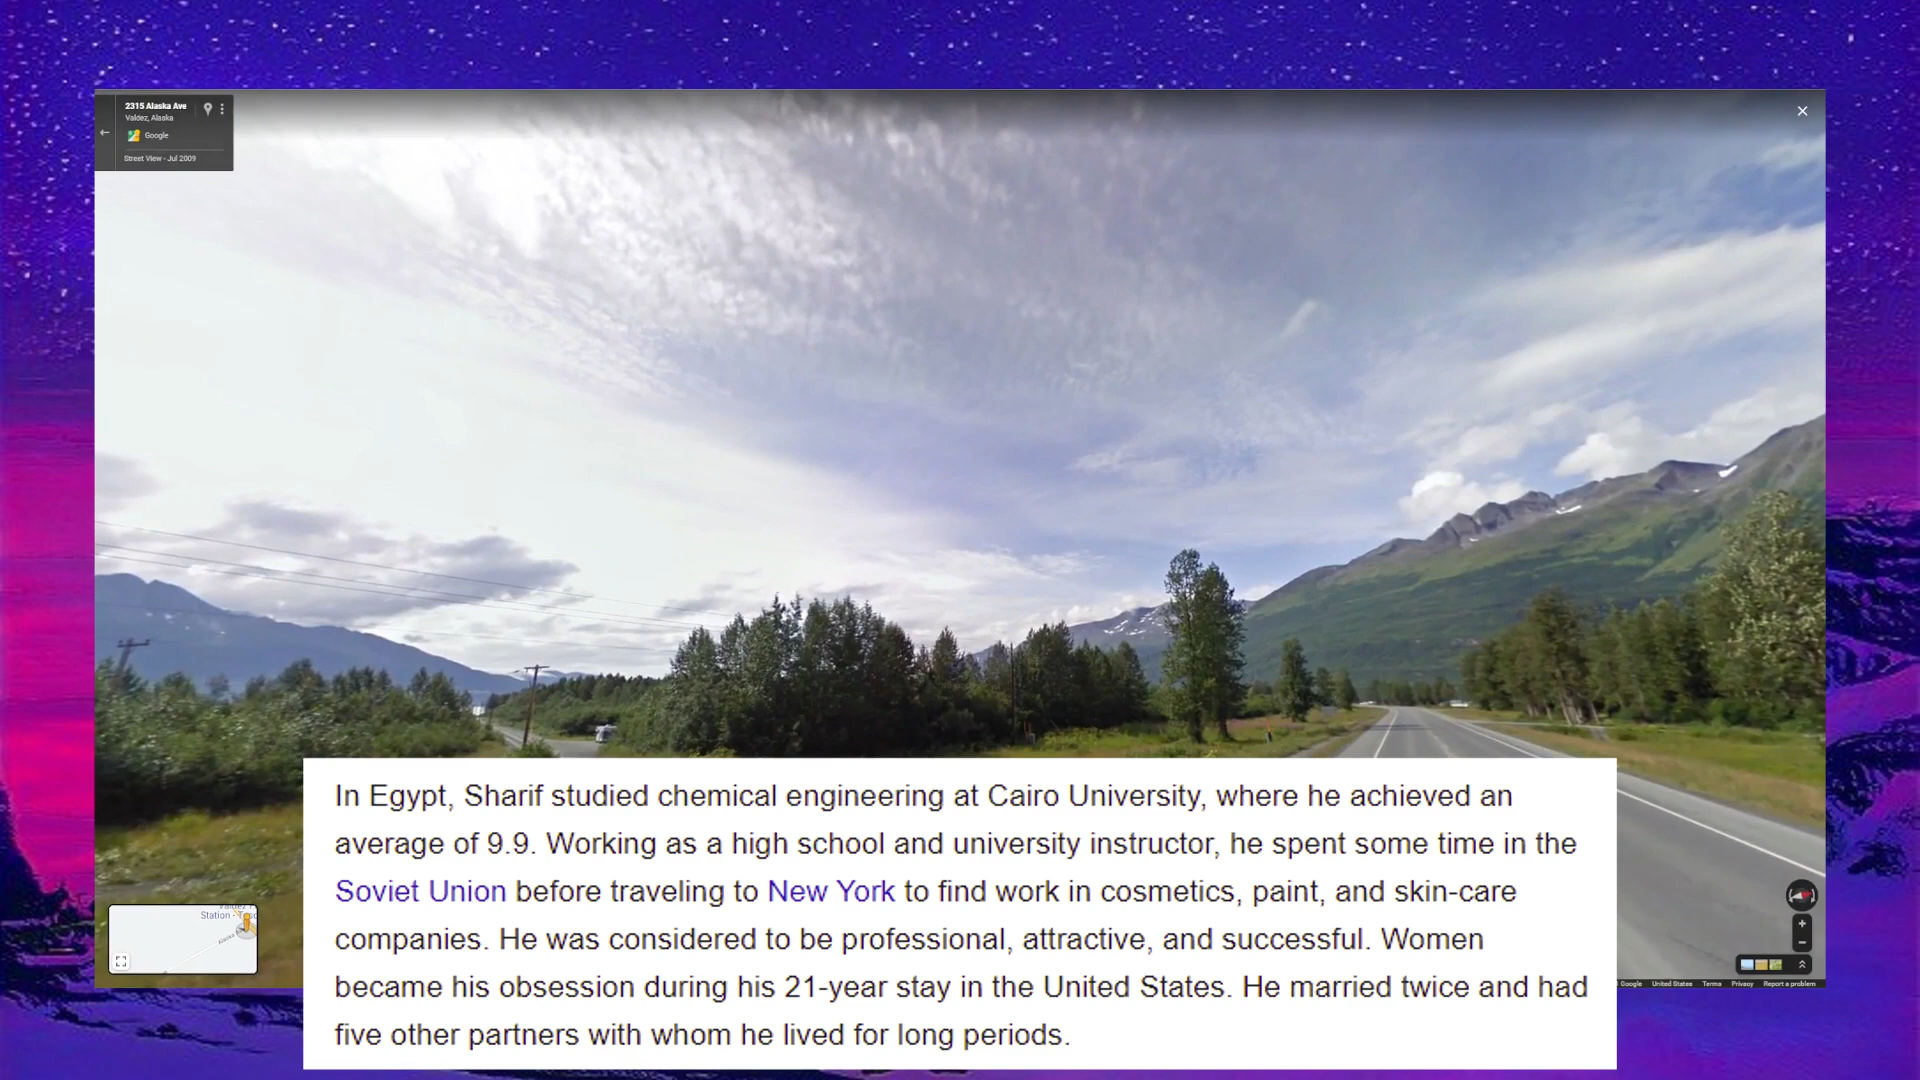 2315 Alaska Ave
Valdez, Alaska
Google
Street View - Jul 2009
In Egypt, Sharif studied chemical engineering at Cairo University, where he achieved an
average of 9.9. Working as a high school and university instructor, he spent some time in the
Soviet Union before traveling to New York to find work in cosmetics, paint, and skin-care
companies. He was considered to be professional, attractive, and successful. Women
became his obsession during his 21-year stay in the United States. He married twice and had
five other partners with whom he lived for long periods.
Station -
Alaska
Google United States Terms Privacy Report a problem